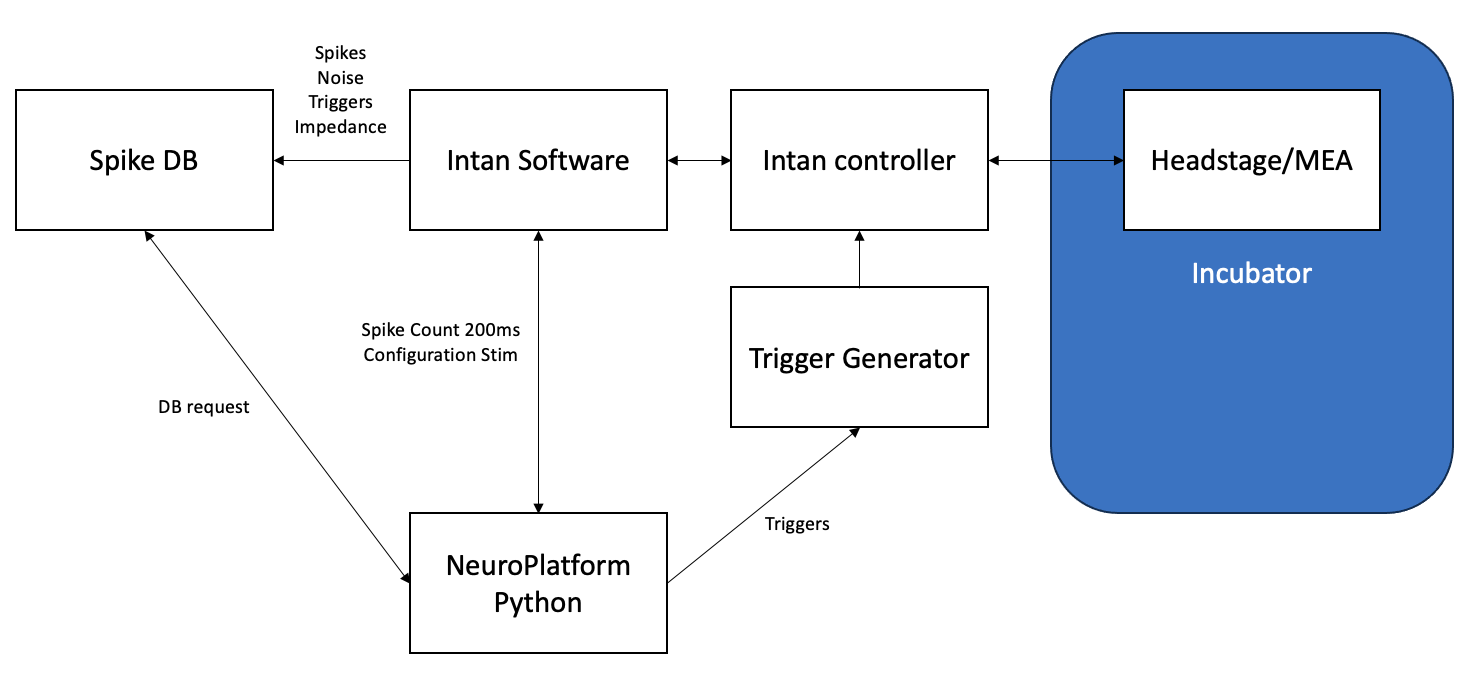 Spikes
Noise
Triggers
Impedance
Spike DB
Intan Software
Intan controller
Headstage/MEA
Incubator
Spike Count 200ms
Configuration Stim
Trigger Generator
DB request
Triggers
NeuroPlatform
Python